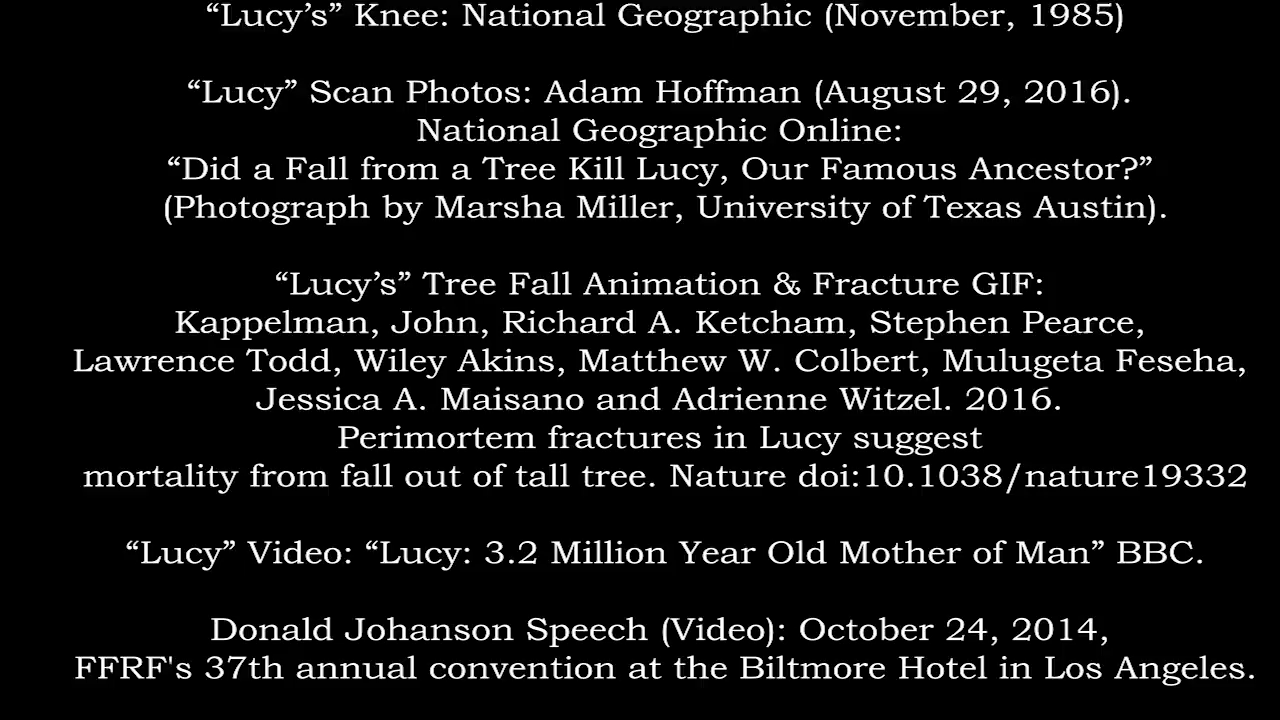 “Lucy’s” Knee: National Geographic (November, 1985)
“Lucy” Scan Photos: Adam Hoffman (August 29, 2016).
National Geographic Online:
“Did a Fall from a Tree Kill Lucy, Our Famous Ancestor?”
(Photograph by Marsha Miller, University of Texas Austin).
“Lucy’s” Tree Fall Animation & Fracture GIF:
Kappelman, John, Richard A. Ketcham, Stephen Pearce,
Lawrence Todd, Wiley Akins, Matthew W. Colbert, Mulugeta Feseha,
Jessica A. Maisano and Adrienne Witzel. 2016.
Perimortem fractures in Lucy suggest
mortality from fall out of tall tree. Nature doi:10.1038/nature19332
“Lucy” Video: “Lucy: 3.2 Million Year Old Mother of Man” BBC.
Donald Johanson Speech (Video): October 24, 2014,
FFRF's 37th annual convention at the Biltmore Hotel in Los Angeles.